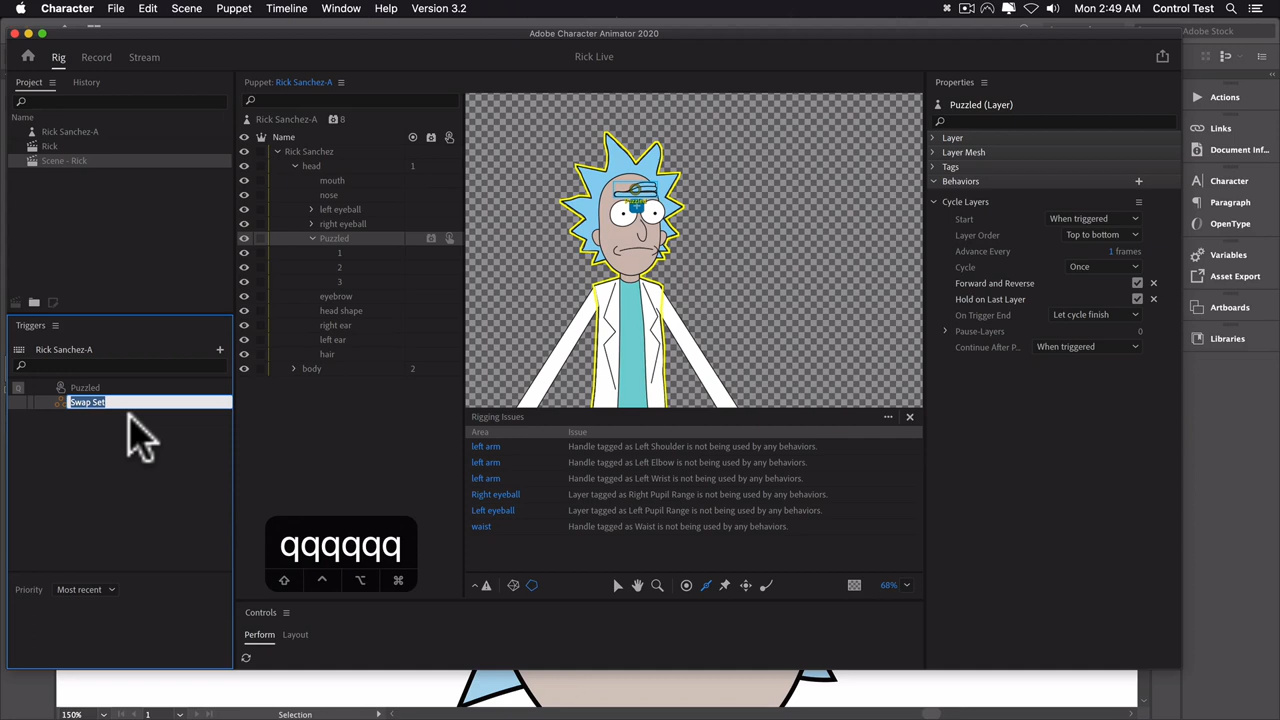 Character File Scenes Puppet Timeline Window Help Version 3.2 Mon 2:49 AM Control Test
Adobe Character Animator 2020
Adobe Stock
Rig Record Stream Rick Live
Project History
Name
Rick Sanchez-A
Rick
Scene - Rick
Triggers
Rick Sanchez-A
Q Puzzled
Swap Set
Priority Most recent
Puppet: Rick Sanchez-A
Rick Sanchez-A 8
Name
Rick Sanchez
head 1
mouth
nose
left eyeball
right eyeball
Puzzled
1
2
3
eyebrow
head shape
right ear
left ear
hair
body 2
qqqqqq
Controls
Perform Layout
Rigging Issues
Area Issue
left arm Handle tagged as Left Shoulder is not being used by any behaviors.
left arm Handle tagged as Left Elbow is not being used by any behaviors.
left arm Handle tagged as Left Wrist is not being used by any behaviors.
Right eyeball Layer tagged as Right Pupil Range is not being used by any behaviors.
Left eyeball Layer tagged as Left Pupil Range is not being used by any behaviors.
waist Handle tagged as Waist is not being used by any behaviors.
68%
Properties
Puzzled (Layer)
Layer
Layer Mesh
Tags
Behaviors
Cycle Layers
Start When triggered
Layer Order Top to bottom
Advance Every 1 frames
Cycle Once
Forward and Reverse
Hold on Last Layer
On Trigger End Let cycle finish
Pause-Layers 0
Continue After P... When triggered
Actions
Links
Document Inf...
Character
Paragraph
OpenType
Variables
Asset Export
Artboards
Libraries
150% 1 Selection